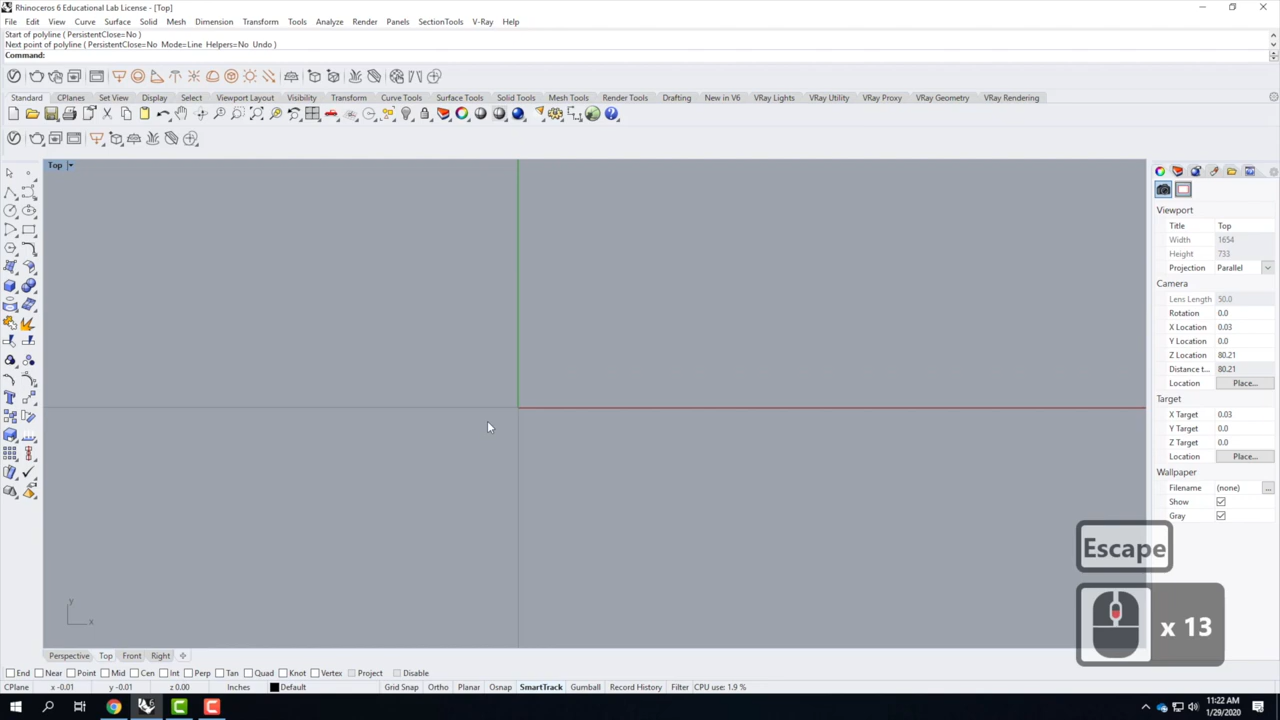 Rhinoceros 6 Educational Lab License - [Top]
File Edit View Curve Surface Solid Mesh Dimension Transform Tools Analyze Render Panels SectionTools V-Ray Help
Start of polyline ( PersistentClose=No )
Next point of polyline ( PersistentClose=No Mode=Line Helpers=No Undo )
Command:
Standard CPlanes Set View Display Select Viewport Layout Visibility Transform Curve Tools Surface Tools Solid Tools Mesh Tools Render Tools Drafting New in V6 VRay Lights VRay Utility VRay Proxy VRay Geometry VRay Rendering
Top
Viewport
Title Top
Width 1654
Height 733
Projection Parallel
Camera
Lens Length 50.0
Rotation 0.0
X Location 0.03
Y Location 0.0
Z Location 80.21
Distance t... 80.21
Location Place...
Target
X Target 0.03
Y Target 0.0
Z Target 0.0
Location Place...
Wallpaper
Filename (none) ...
Show
Gray
Escape
x 13
y
x
Perspective Top Front Right
End Near Point Mid Cen Int Perp Tan Quad Knot Vertex Project Disable
CPlane x -0.01 y -0.01 z 0.00 Inches Default Grid Snap Ortho Planar Osnap SmartTrack Gumball Record History Filter CPU use: 1.9 %
11:22 AM
1/29/2020